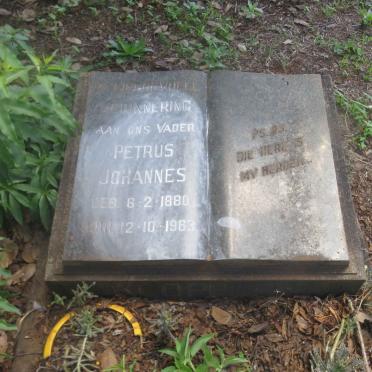 HERINNERING
AAN ONS VADER
PETRUS
JOHANNES
GEB. 6·2·1880
12·10·1963
PS. 23
DIE HERE IS
MY HERDER